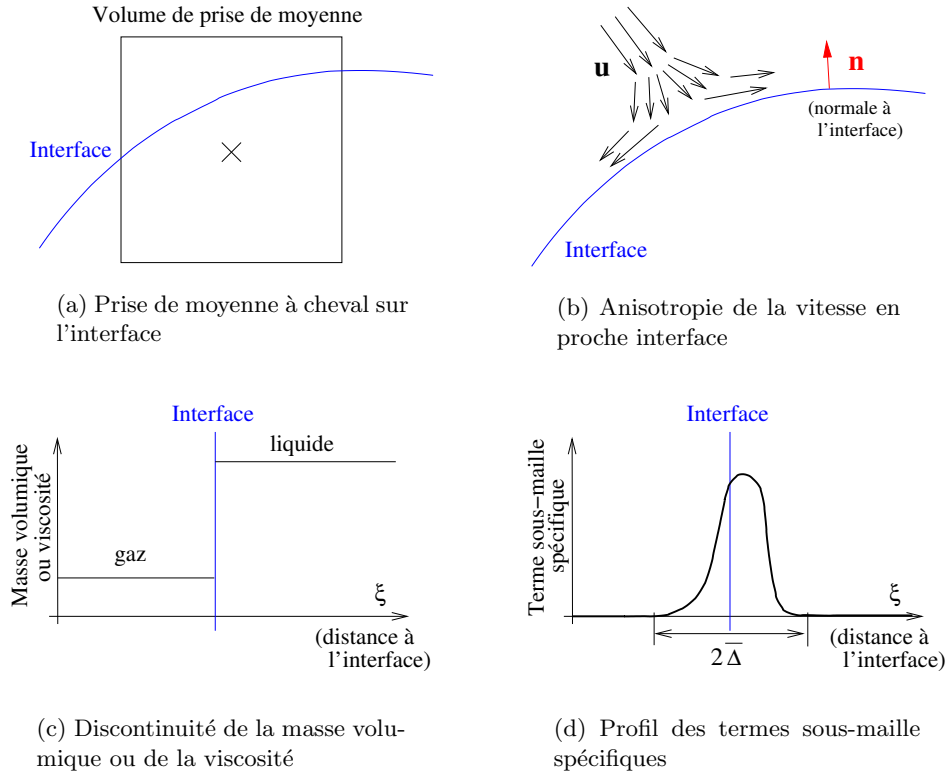 Volume de prise de moyenne
Interface
(a) Prise de moyenne à cheval sur
l'interface
u
n
(normale à
l'interface)
Interface
(b) Anisotropie de la vitesse en
proche interface
Interface
liquide
Masse volumique
ou viscosité
gaz
ξ
(distance à
l'interface)
(c) Discontinuité de la masse volu-
mique ou de la viscosité
Interface
Terme sous−maille
spécifique
ξ
2Δ̅
(distance à
l'interface)
(d) Profil des termes sous-maille
spécifiques